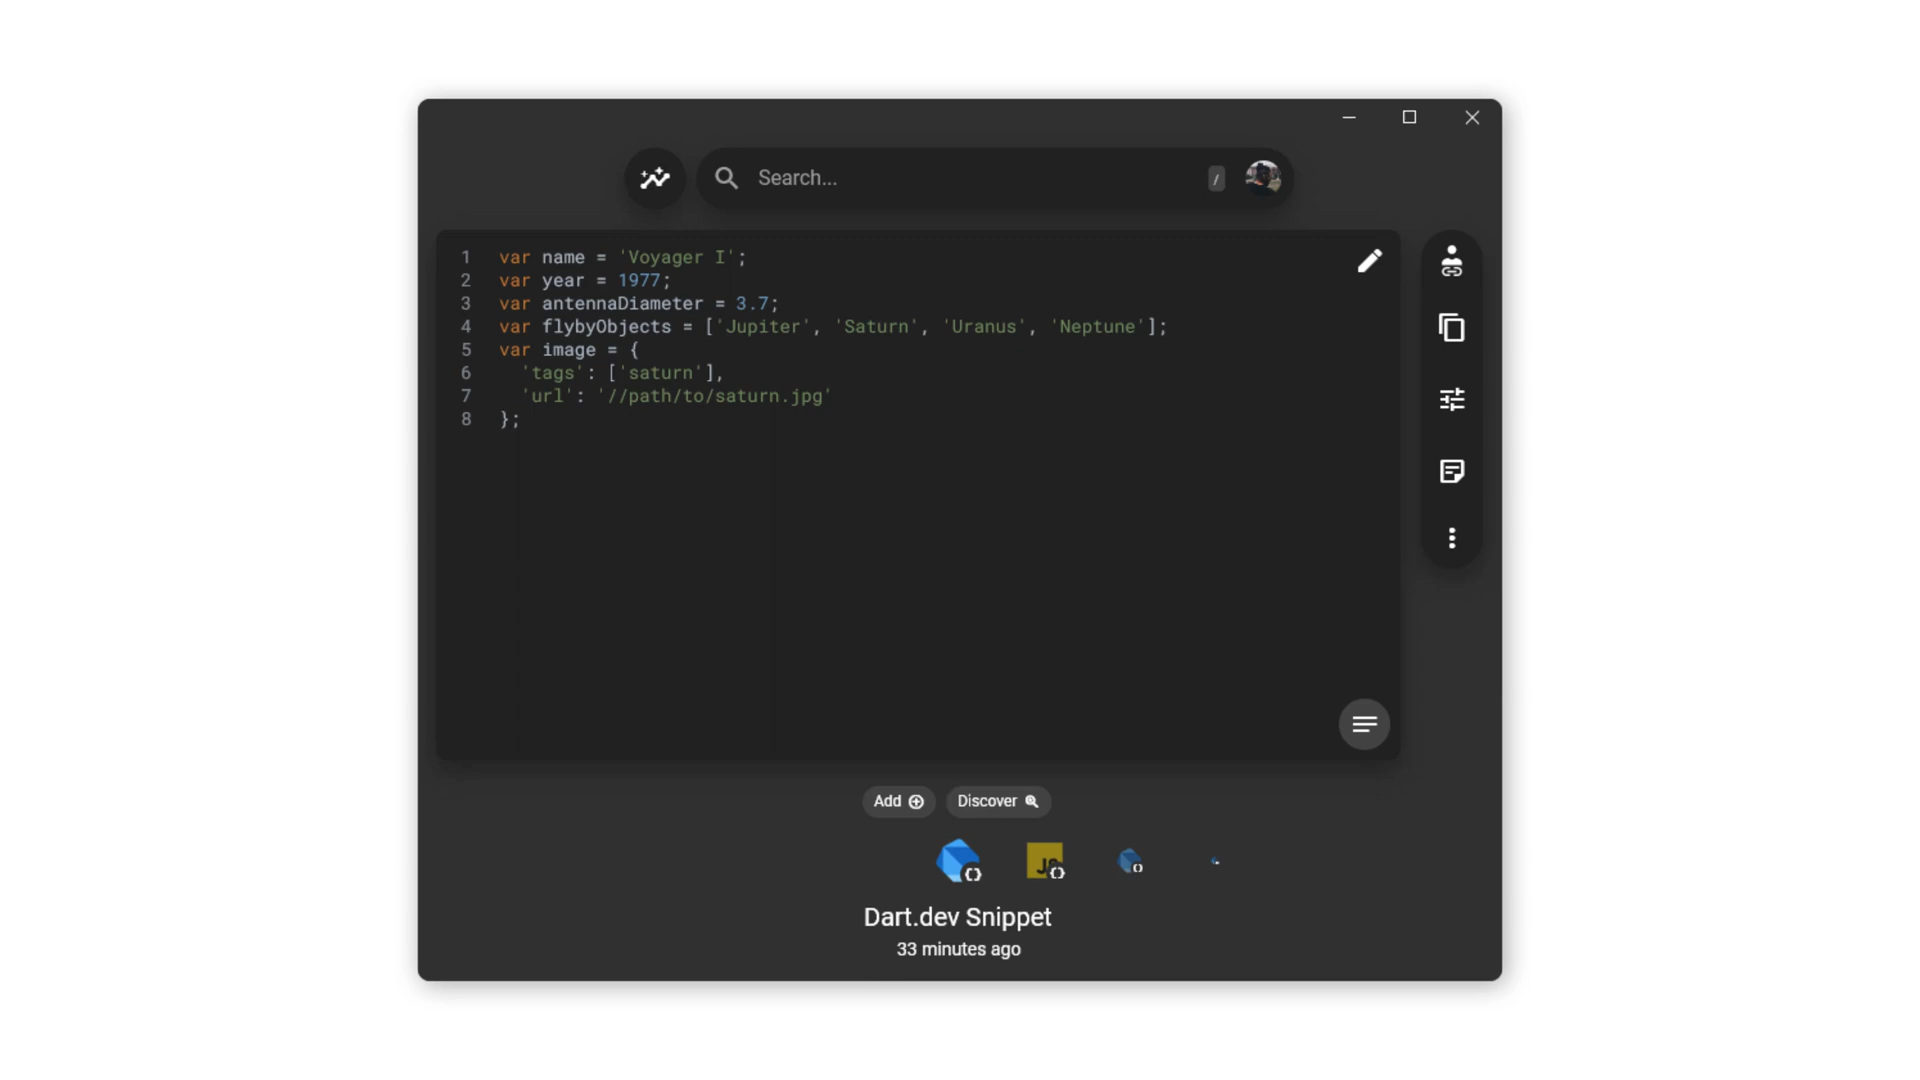 Search...
/
1 var name = 'Voyager I';
2 var year = 1977;
3 var antennaDiameter = 3.7;
4 var flybyObjects = ['Jupiter', 'Saturn', 'Uranus', 'Neptune'];
5 var image = {
6   'tags': ['saturn'],
7   'url': '//path/to/saturn.jpg'
8 };
Add
Discover
JS
Dart.dev Snippet
33 minutes ago